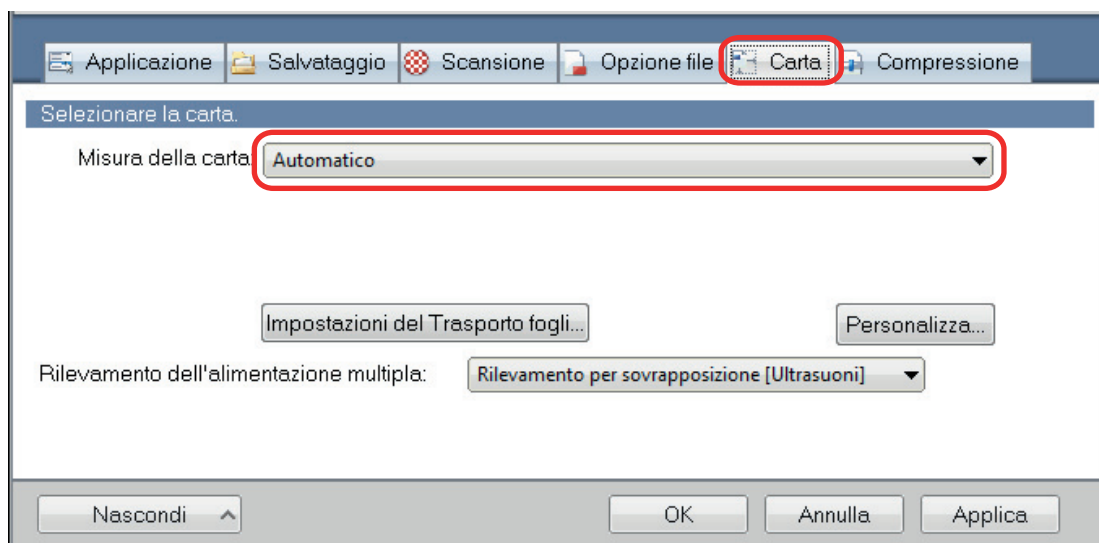 Applicazione Salvataggio Scansione Opzione file Carta Compressione
Selezionare la carta.
Misura della carta: Automatico
Impostazioni del Trasporto fogli... Personalizza...
Rilevamento dell'alimentazione multipla: Rilevamento per sovrapposizione [Ultrasuoni]
Nascondi OK Annulla Applica